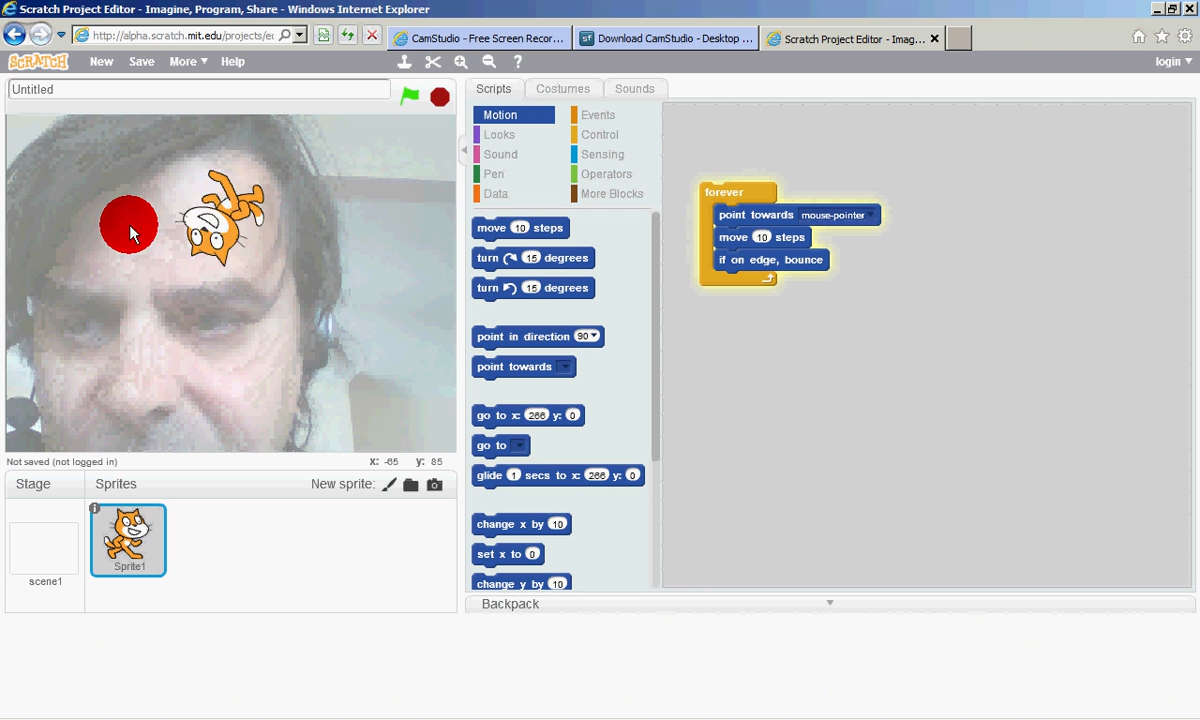 Scratch Project Editor - Imagine, Program, Share - Windows Internet Explorer
http://alpha.scratch.mit.edu/projects/ec
CamStudio - Free Screen Recor...
Download CamStudio - Desktop ...
Scratch Project Editor - Imag...
SCRATCH New Save More Help login
Untitled
Scripts Costumes Sounds
Motion Events
Looks Control
Sound Sensing
Pen Operators
Data More Blocks
move 10 steps
turn 15 degrees
turn 15 degrees
point in direction 90
point towards
go to x: 266 y: 0
go to
glide 1 secs to x: 266 y: 0
change x by 10
set x to 0
change y by 10
forever
point towards mouse-pointer
move 10 steps
if on edge, bounce
Not saved (not logged in) x: -65 y: 85
Stage Sprites New sprite:
i
Sprite1
scene1
Backpack